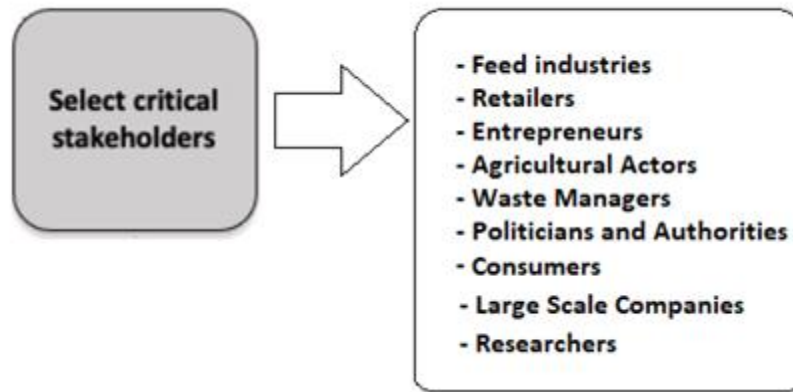 Select critical
stakeholders
- Feed industries
- Retailers
- Entrepreneurs
- Agricultural Actors
- Waste Managers
- Politicians and Authorities
- Consumers
- Large Scale Companies
- Researchers